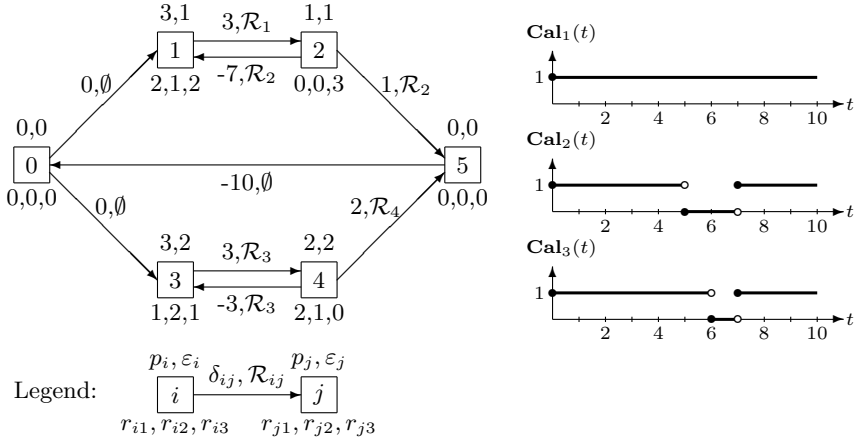 3,1
3,ℛ₁
1,1
1
2
-7,ℛ₂
2,1,2
0,0,3
0,∅
1,ℛ₂
0,0
0
0,0,0
-10,∅
0,0
5
0,0,0
0,∅
2,ℛ₄
3,2
3,ℛ₃
2,2
3
4
-3,ℛ₃
1,2,1
2,1,0
Legend:
pᵢ, εᵢ
pⱼ, εⱼ
δᵢⱼ, ℛᵢⱼ
i
j
rᵢ₁, rᵢ₂, rᵢ₃
rⱼ₁, rⱼ₂, rⱼ₃
Cal₁(t)
1
2 4 6 8 10 t
Cal₂(t)
1
2 4 6 8 10 t
Cal₃(t)
1
2 4 6 8 10 t